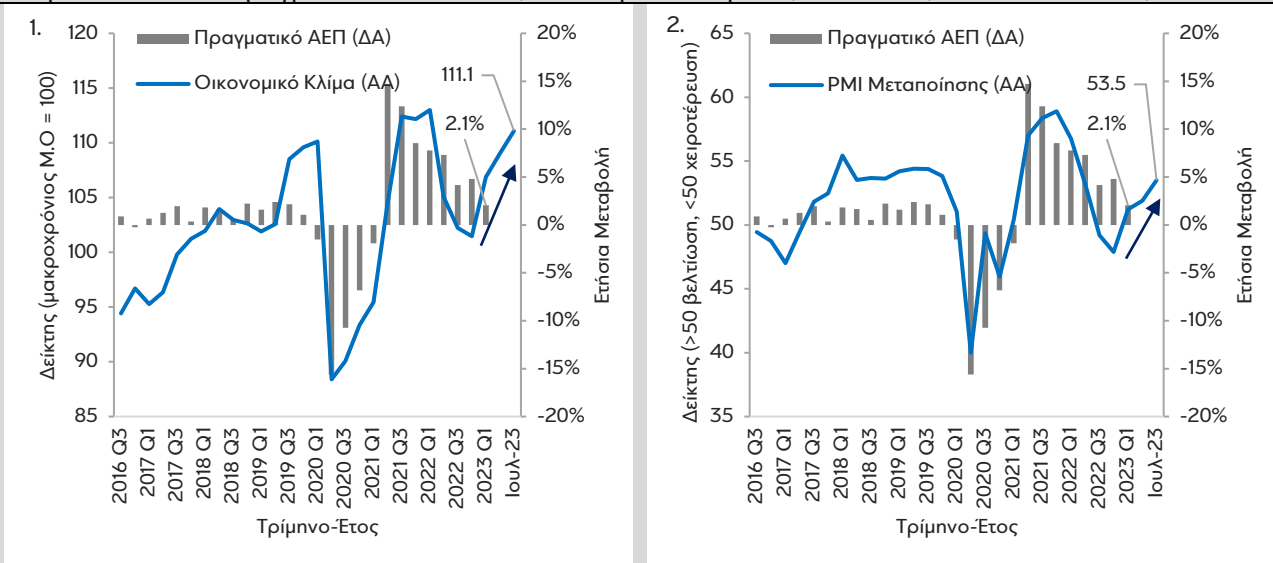 1.
120
115
110
105
100
95
90
85
20%
15%
10%
5%
0%
-5%
-10%
-15%
-20%
Πραγματικό ΑΕΠ (ΔΑ)
Οικονομικό Κλίμα (ΑΑ)
111.1
2.1%
Δείκτης (μακροχρόνιος Μ.Ο = 100)
Ετήσια Μεταβολή
2016 Q3
2017 Q1
2017 Q3
2018 Q1
2018 Q3
2019 Q1
2019 Q3
2020 Q1
2020 Q3
2021 Q1
2021 Q3
2022 Q1
2022 Q3
2023 Q1
Ιουλ-23
Τρίμηνο-Έτος
2.
65
60
55
50
45
40
35
20%
15%
10%
5%
0%
-5%
-10%
-15%
-20%
Πραγματικό ΑΕΠ (ΔΑ)
PMI Μεταποίησης (ΑΑ)
53.5
2.1%
Δείκτης (>50 βελτίωση, <50 χειροτέρευση)
Ετήσια Μεταβολή
2016 Q3
2017 Q1
2017 Q3
2018 Q1
2018 Q3
2019 Q1
2019 Q3
2020 Q1
2020 Q3
2021 Q1
2021 Q3
2022 Q1
2022 Q3
2023 Q1
Ιουλ-23
Τρίμηνο-Έτος